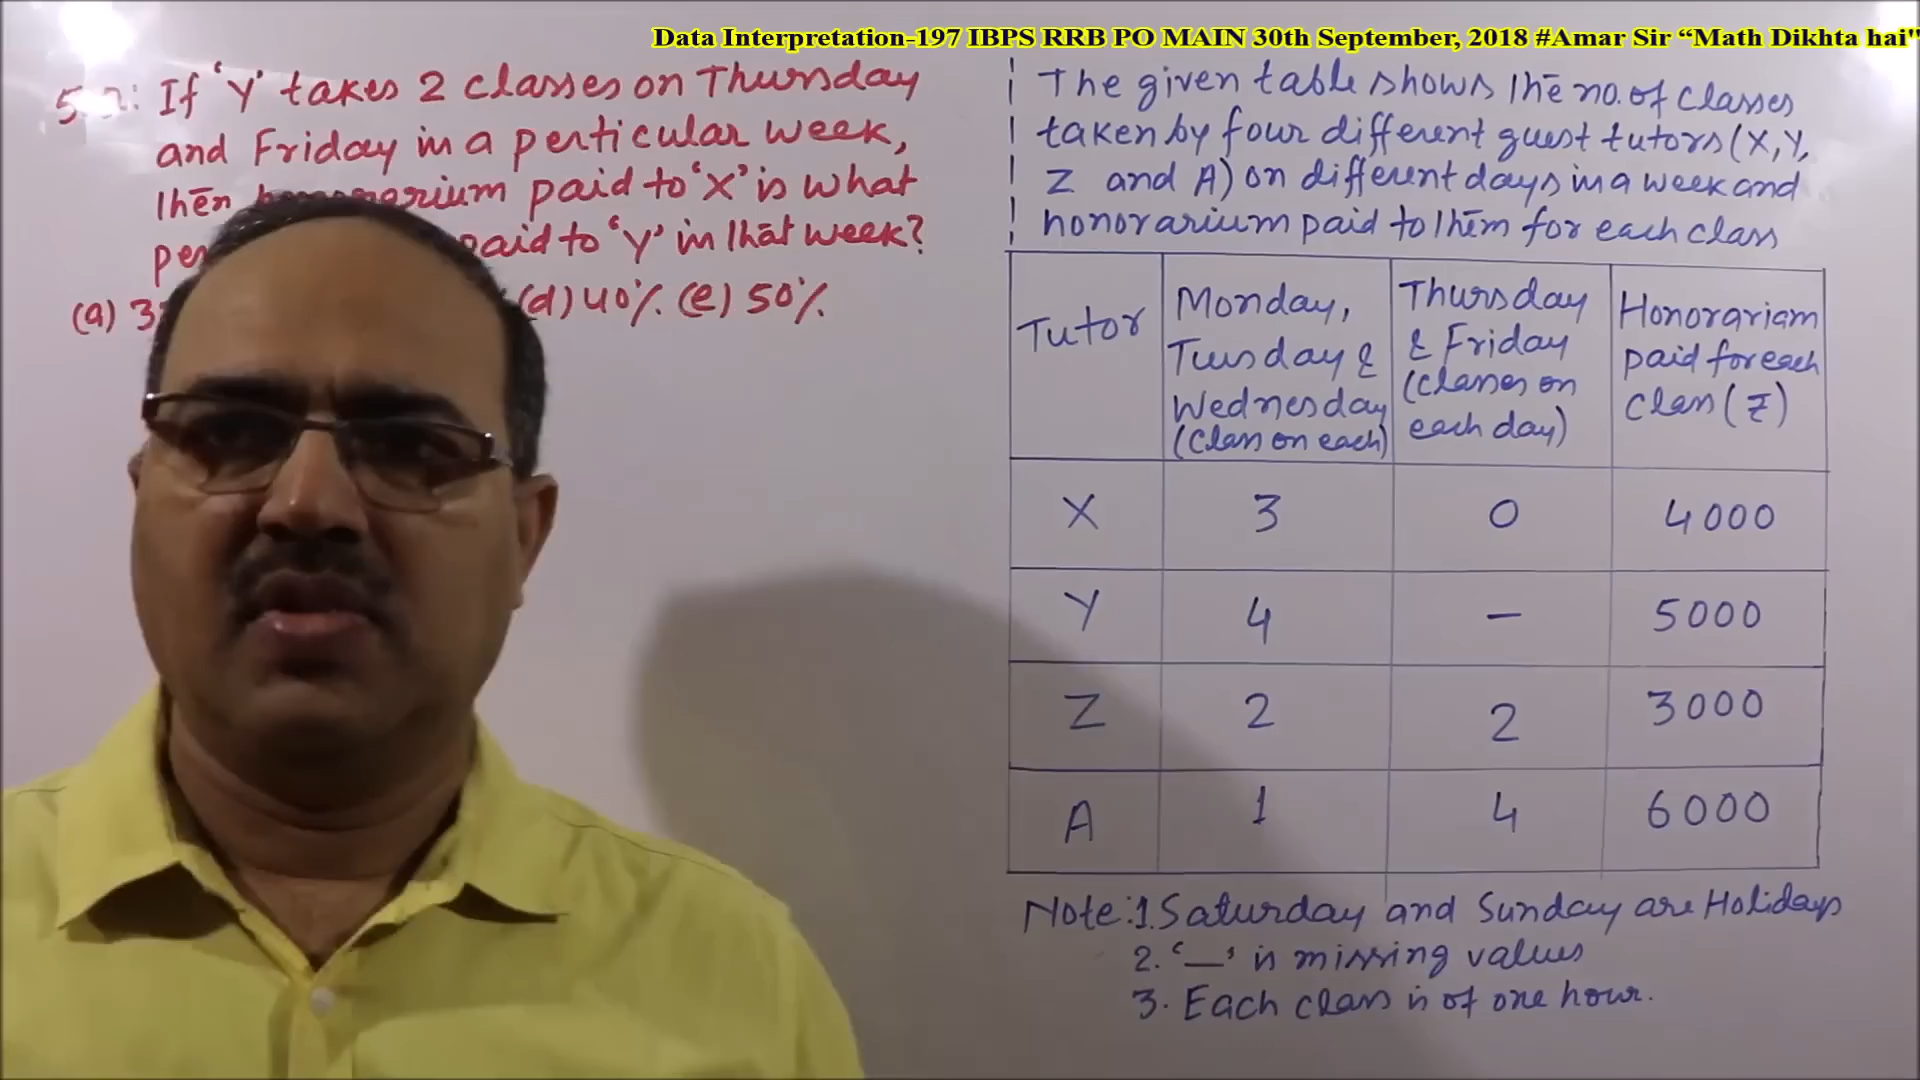 Data Interpretation-197 IBPS RRB PO MAIN 30th September, 2018 #Amar Sir “Math Dikhta hai"
If 'Y' takes 2 classes on Thursday
and Friday in a perticular week,
then paid to 'X' is what
paid to 'Y' in that week?
(a) (d) 40% (e) 50%
The given table shows the no. of classes
taken by four different guest tutors (X, Y,
Z and A) on different days in a week and
honorarium paid to them for each class
Tutor
Monday,
Tuesday &
Wednesday
(Class on each)
Thursday
& Friday
(Classes on
each day)
Honorariam
paid for each
Class (₹)
X 3 0 4000
Y 4 — 5000
Z 2 2 3000
A 1 4 6000
Note: 1. Saturday and Sunday are Holidays
2. '—' is missing values
3. Each class is of one hour.